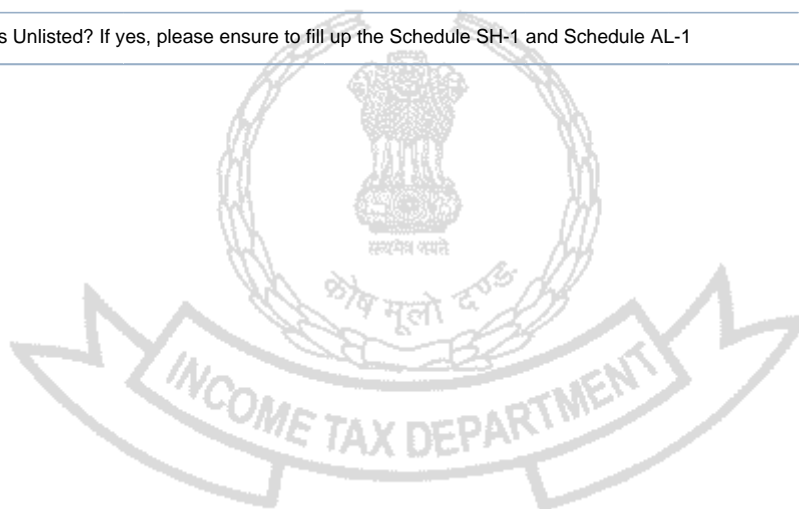 s Unlisted? If yes, please ensure to fill up the Schedule SH-1 and Schedule AL-1
सत्यमेव जयते
कोष मूलो दण्डः
INCOME TAX DEPARTMENT